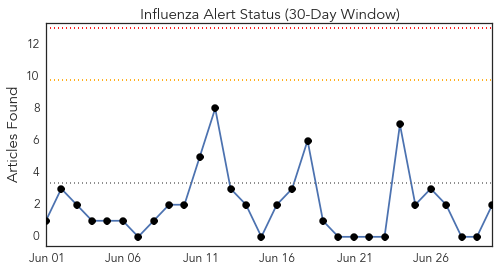 Influenza Alert Status (30-Day Window)
Articles Found
12
10
8
6
4
2
0
Jun 01 Jun 06 Jun 11 Jun 16 Jun 21 Jun 26